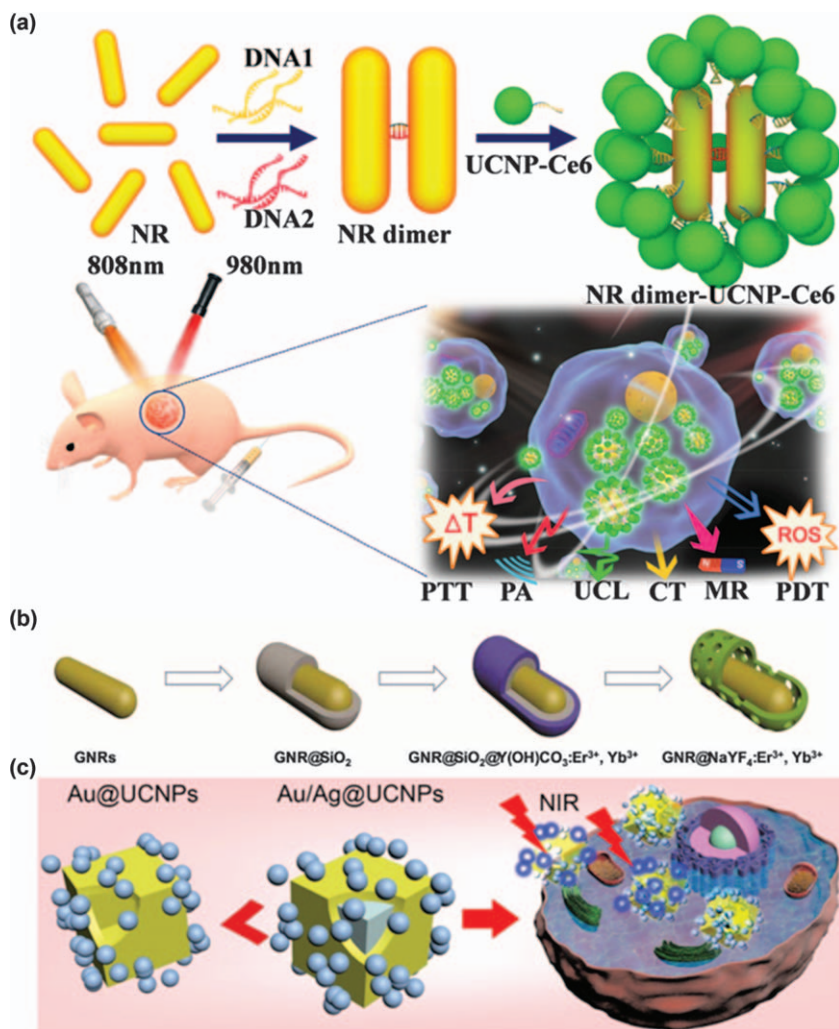 (a)
DNA1
DNA2
NR
NR dimer
UCNP-Ce6
NR dimer-UCNP-Ce6
808nm
980nm
ΔT
ROS
PTT
PA
UCL
CT
MR
PDT
(b)
GNRs
GNR@SiO₂
GNR@SiO₂@Y(OH)CO₃:Er³⁺, Yb³⁺
GNR@NaYF₄:Er³⁺, Yb³⁺
(c)
Au@UCNPs
Au/Ag@UCNPs
NIR